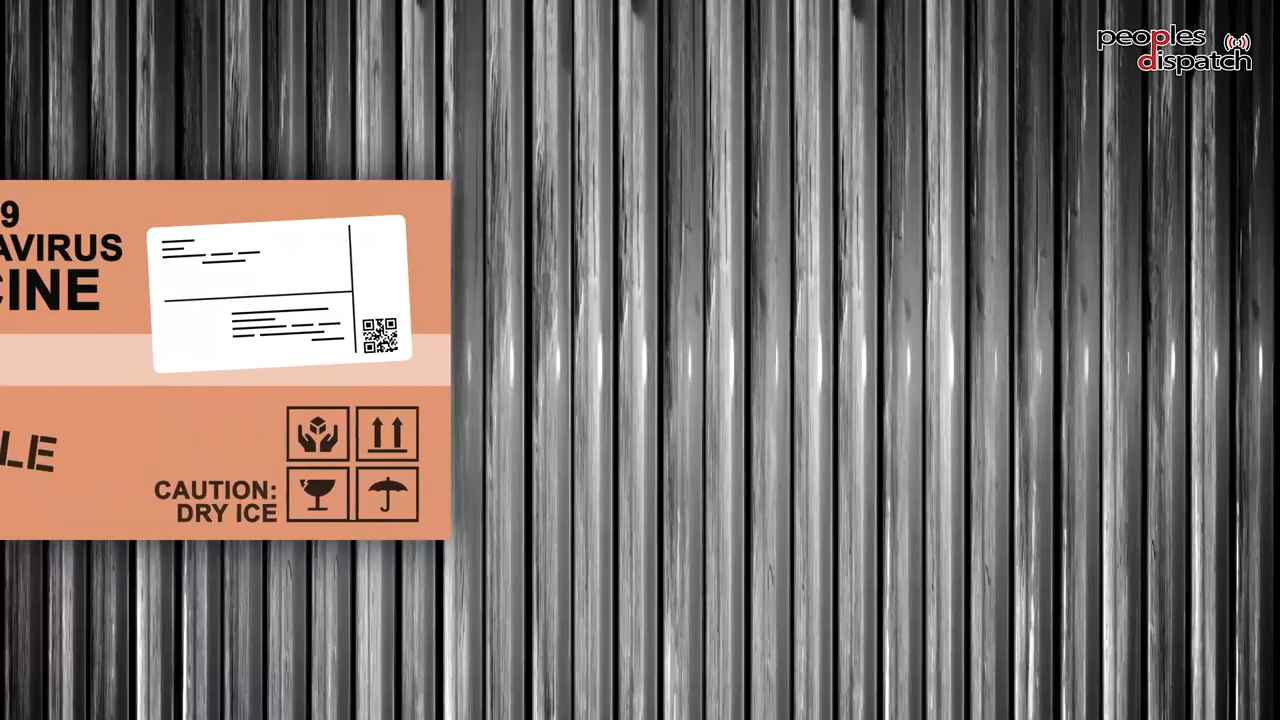 peoples
dispatch
9
AVIRUS
CINE
LE
CAUTION:
DRY ICE